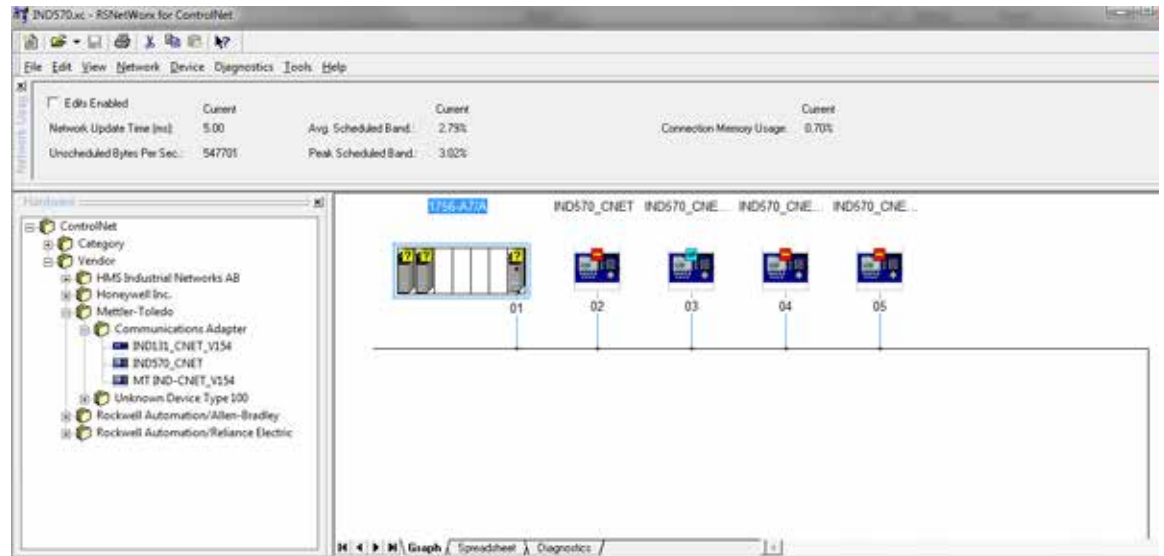 IND570.xc - RSNetWorx for ControlNet
File Edit View Network Device Diagnostics Tools Help
Network Usage
Edits Enabled
Current
Current
Current
Network Update Time (ms): 5.00
Avg. Scheduled Band.: 2.79%
Connection Memory Usage: 0.70%
Unscheduled Bytes Per Sec.: 547701
Peak Scheduled Band.: 3.02%
Hardware
ControlNet
Category
Vendor
HMS Industrial Networks AB
Honeywell Inc.
Mettler-Toledo
Communications Adapter
IND131_CNET_V154
IND570_CNET
MT IND-CNET_V154
Unknown Device Type 100
Rockwell Automation/Allen-Bradley
Rockwell Automation/Reliance Electric
1756-A7/A
IND570_CNET
IND570_CNE...
IND570_CNE...
IND570_CNE...
01
02
03
04
05
Graph
Spreadsheet
Diagnostics